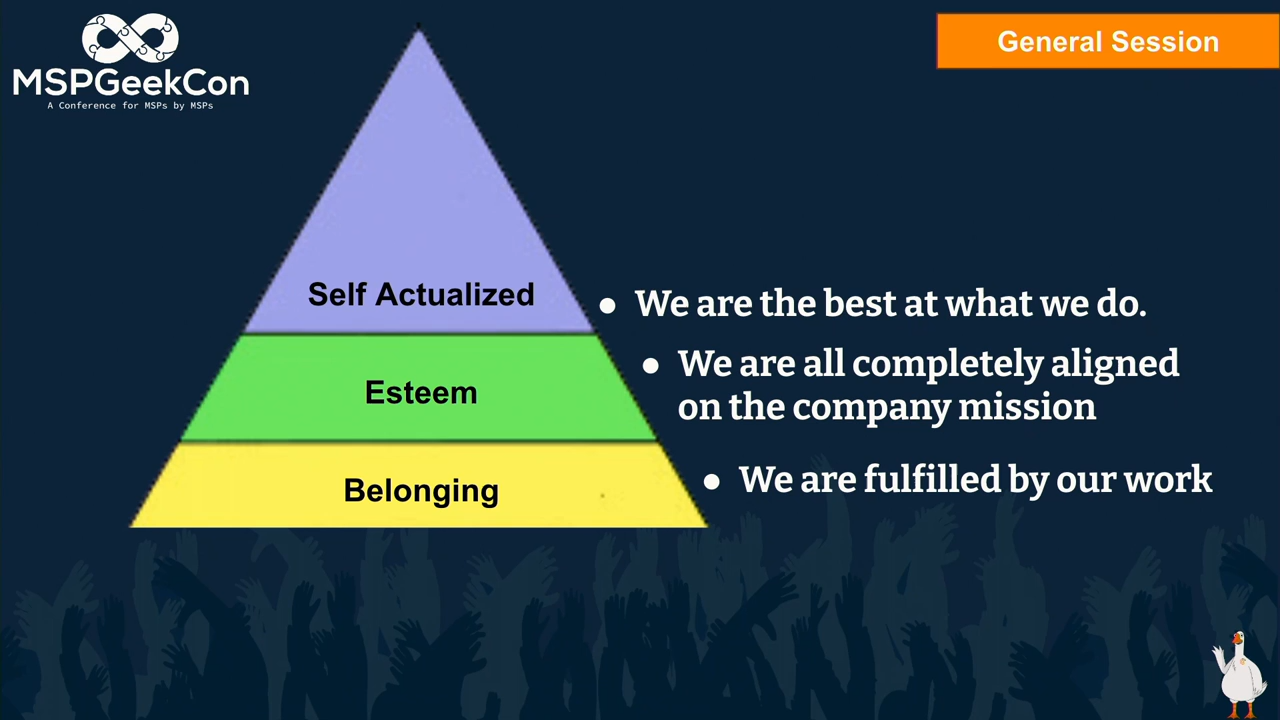 MSPGeekCon
A Conference for MSPs by MSPs
General Session
Self Actualized
• We are the best at what we do.
Esteem
• We are all completely aligned
on the company mission
Belonging
• We are fulfilled by our work